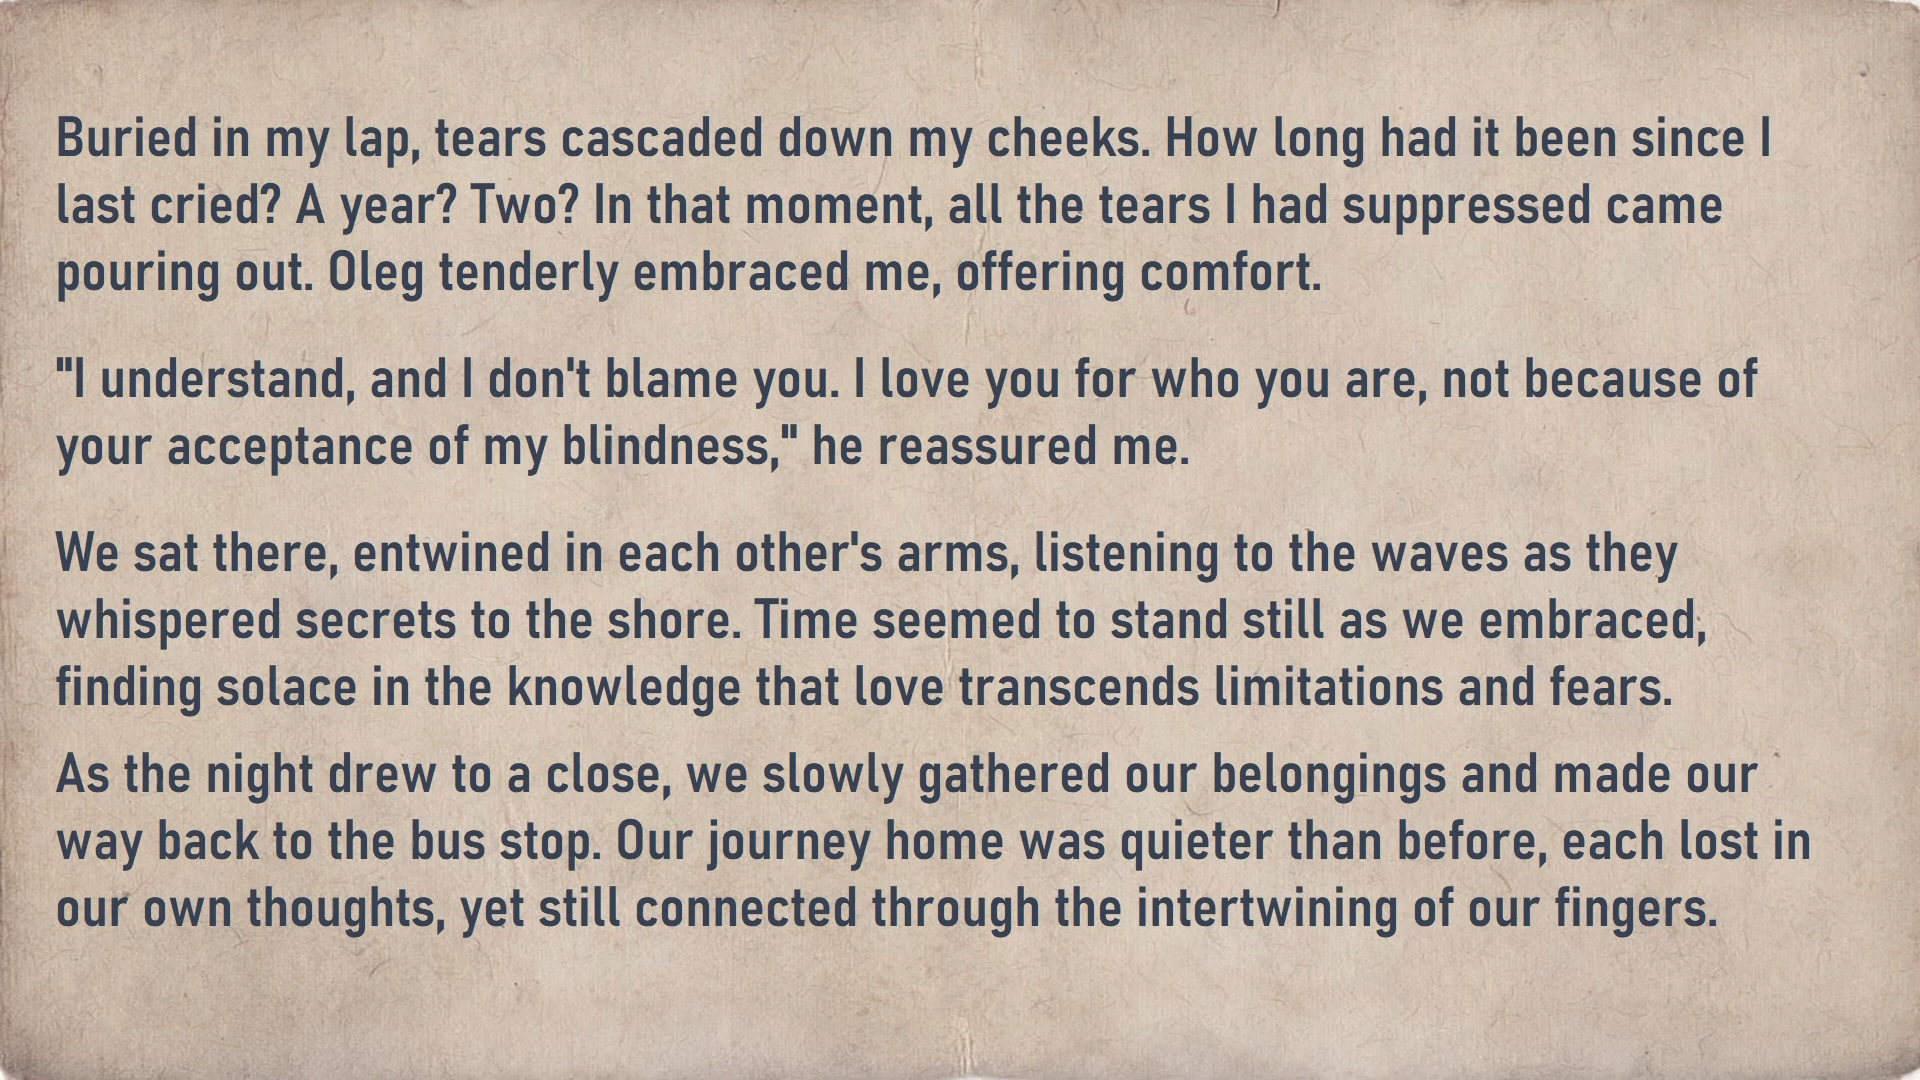 Buried in my lap, tears cascaded down my cheeks. How long had it been since I
last cried? A year? Two? In that moment, all the tears I had suppressed came
pouring out. Oleg tenderly embraced me, offering comfort.
"I understand, and I don't blame you. I love you for who you are, not because of
your acceptance of my blindness," he reassured me.
We sat there, entwined in each other's arms, listening to the waves as they
whispered secrets to the shore. Time seemed to stand still as we embraced,
finding solace in the knowledge that love transcends limitations and fears.
As the night drew to a close, we slowly gathered our belongings and made our
way back to the bus stop. Our journey home was quieter than before, each lost in
our own thoughts, yet still connected through the intertwining of our fingers.